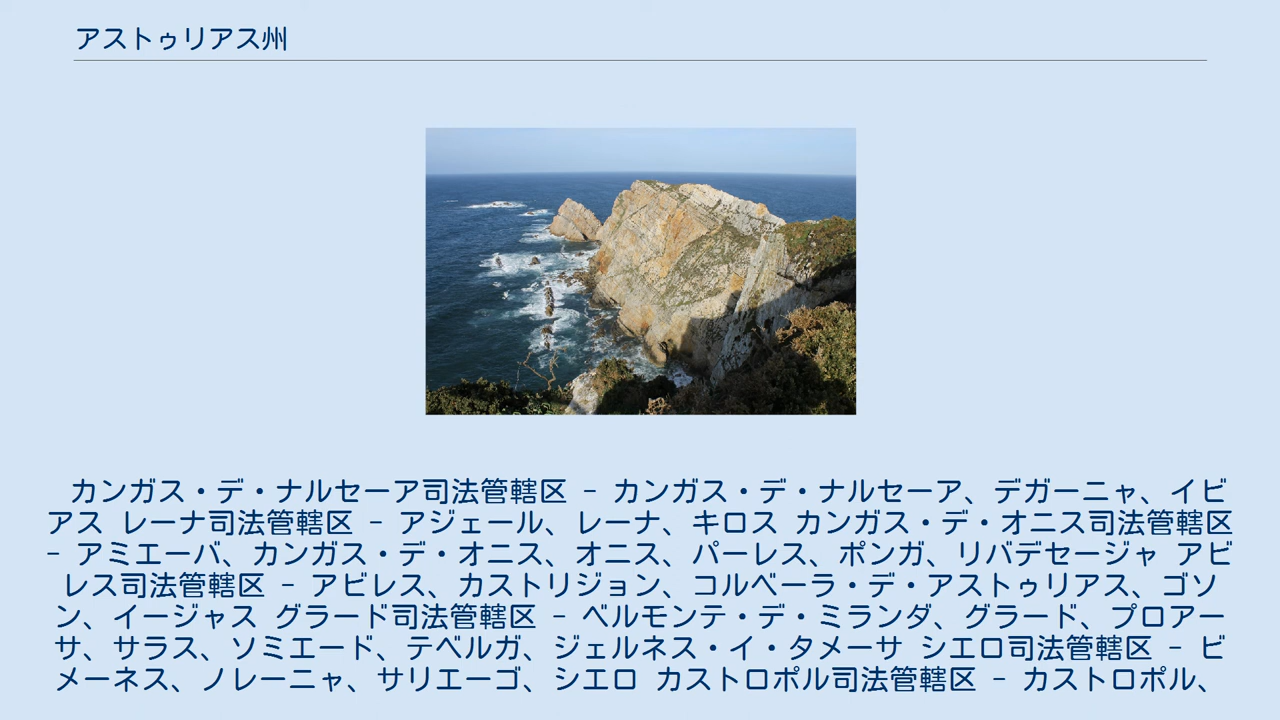 アストゥリアス州
カンガス・デ・ナルセーア司法管轄区 - カンガス・デ・ナルセーア、デガーニャ、イビ
アス レーナ司法管轄区 - アジェール、レーナ、キロス カンガス・デ・オニス司法管轄区
- アミエーバ、カンガス・デ・オニス、オニス、パーレス、ポンガ、リバデセージャ アビ
レス司法管轄区 - アビレス、カストリジョン、コルベーラ・デ・アストゥリアス、ゴソ
ン、イージャス グラード司法管轄区 - ベルモンテ・デ・ミランダ、グラード、プロアー
サ、サラス、ソミエード、テベルガ、ジェルネス・イ・タメーサ シエロ司法管轄区 - ビ
メーネス、ノレーニャ、サリエーゴ、シエロ カストロポル司法管轄区 - カストロポル、